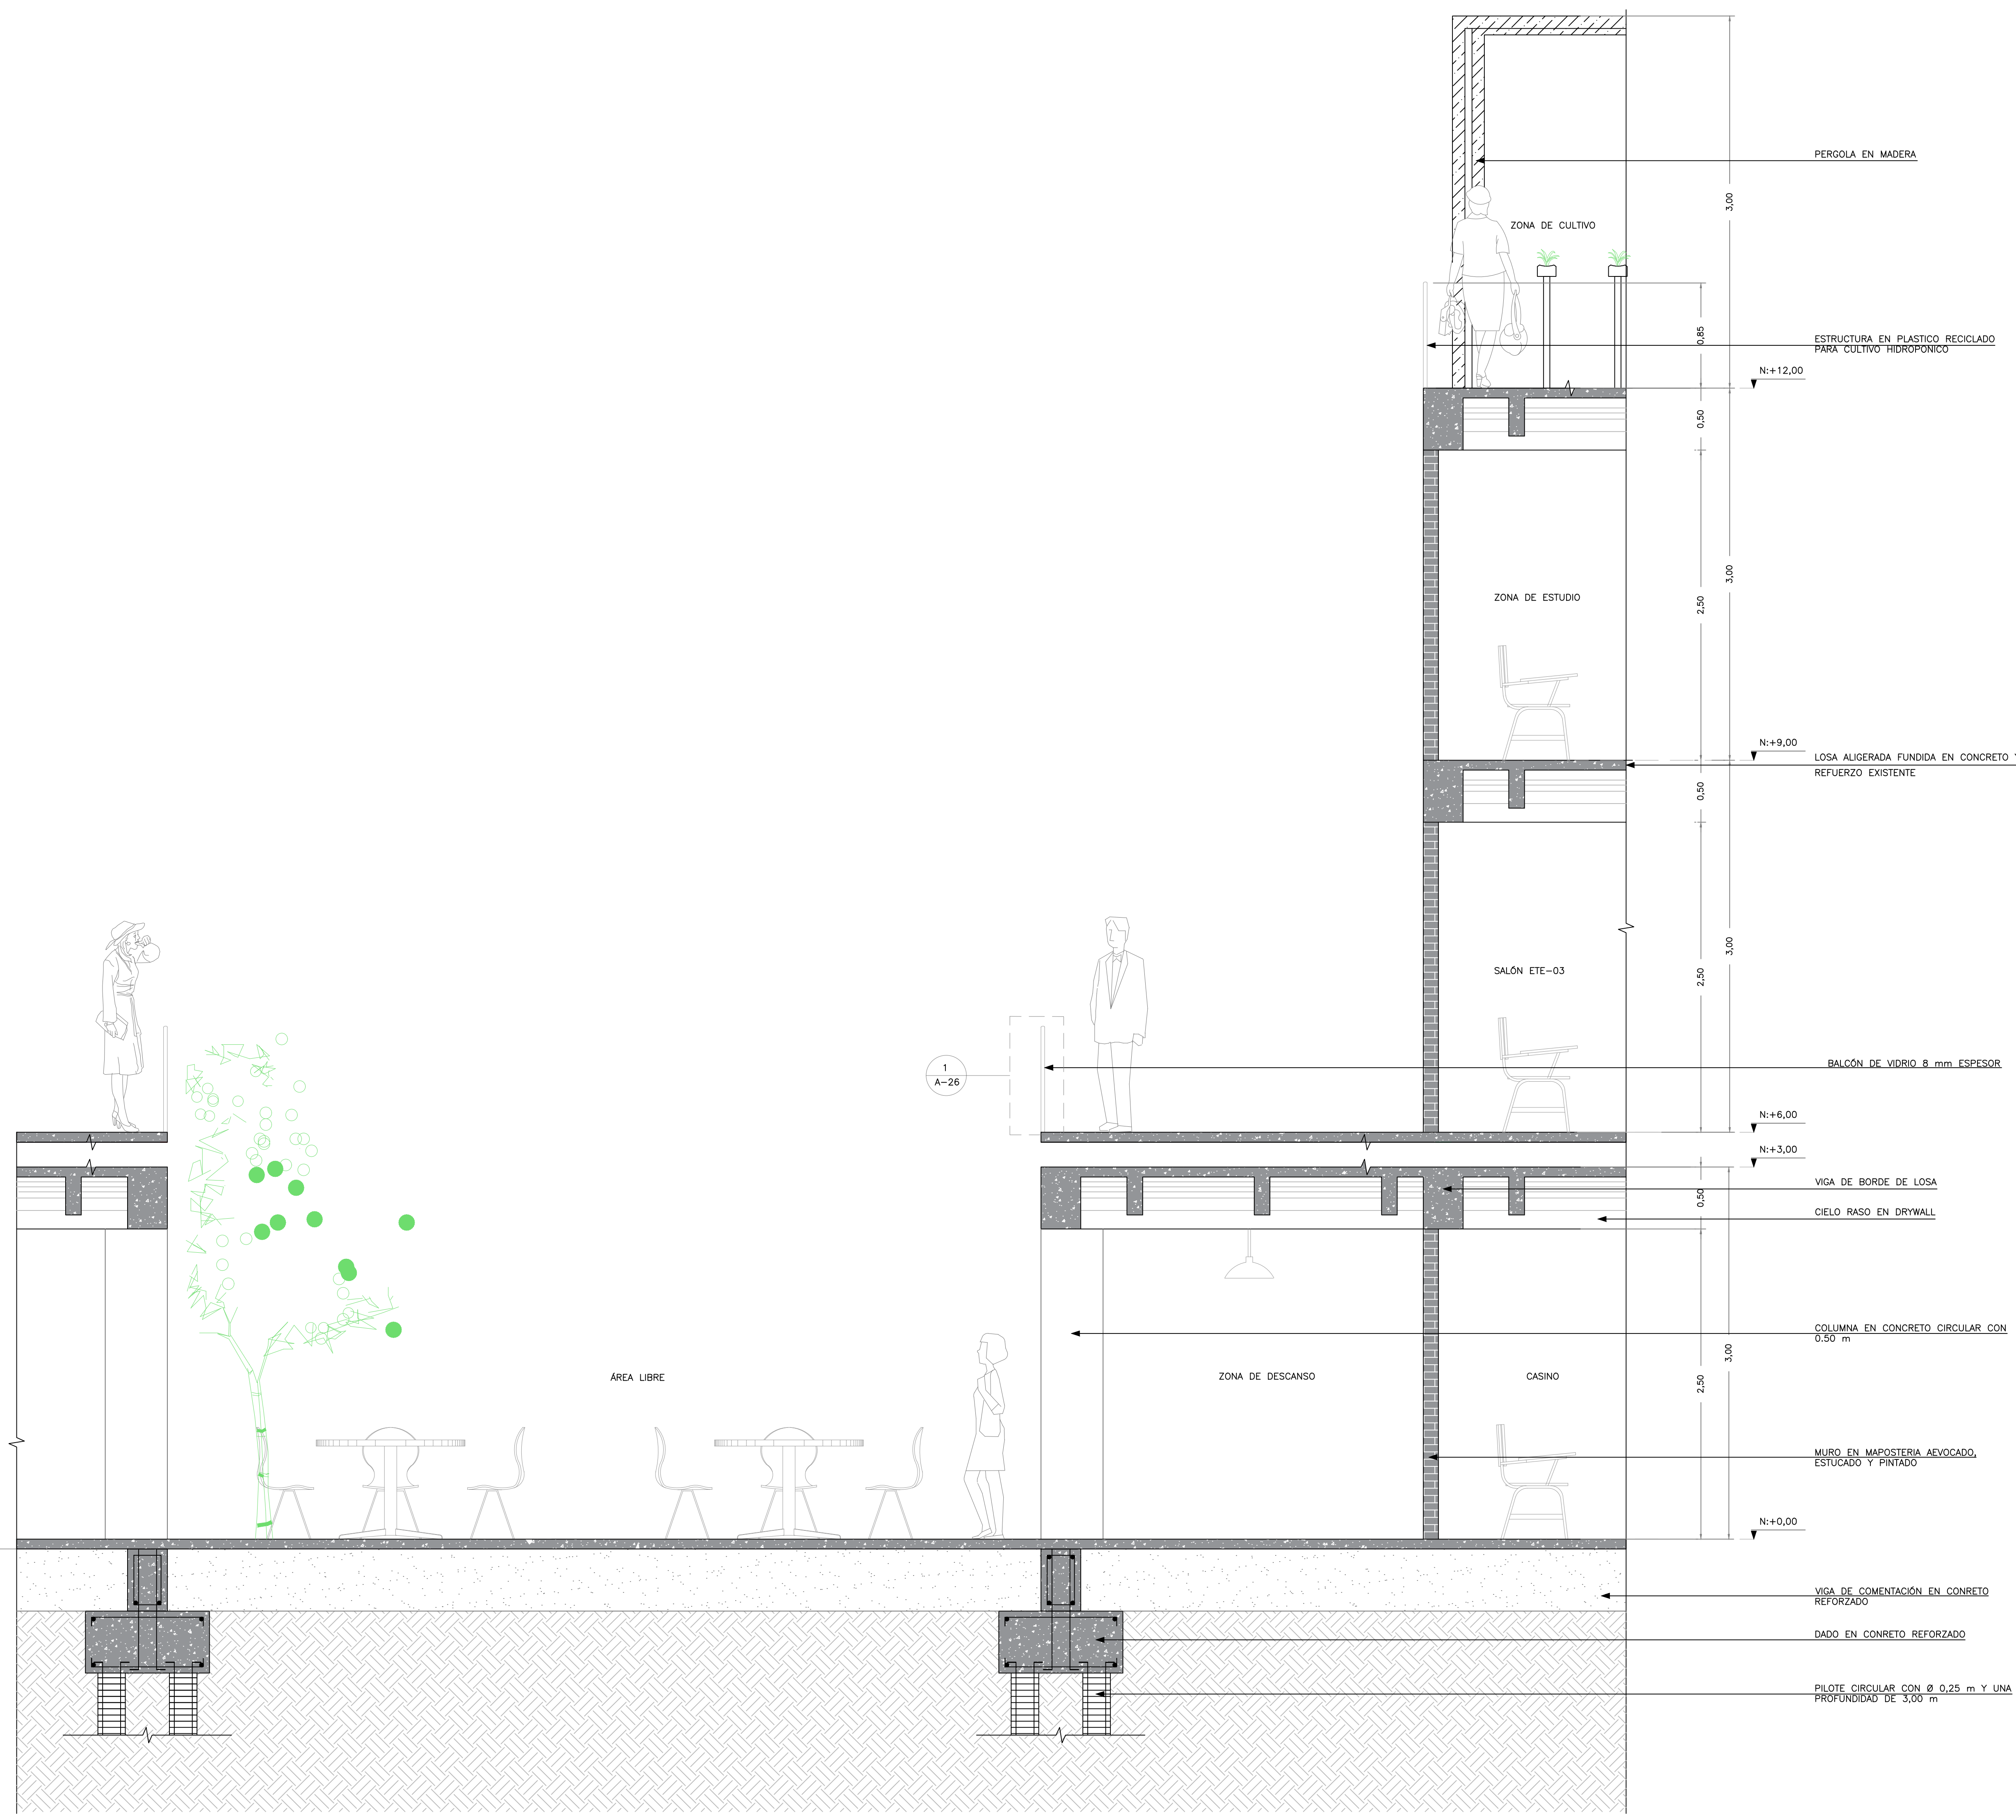 PERGOLA EN MADERA
3,00
ZONA DE CULTIVO
0,85
ESTRUCTURA EN PLASTICO RECICLADO
PARA CULTIVO HIDROPONICO
N:+12,00
0,50
3,00
ZONA DE ESTUDIO
2,50
N:+9,00
LOSA ALIGERADA FUNDIDA EN CONCRETO
REFUERZO EXISTENTE
0,50
3,00
SALÓN ETE-03
2,50
1
A-26
BALCÓN DE VIDRIO 8 mm ESPESOR
N:+6,00
N:+3,00
VIGA DE BORDE DE LOSA
0,50
CIELO RASO EN DRYWALL
COLUMNA EN CONCRETO CIRCULAR CON
0.50 m
3,00
ÁREA LIBRE
ZONA DE DESCANSO
CASINO
2,50
MURO EN MAPOSTERIA AEVOCADO,
ESTUCADO Y PINTADO
N:+0,00
VIGA DE COMENTACIÓN EN CONRETO
REFORZADO
DADO EN CONRETO REFORZADO
PILOTE CIRCULAR CON Ø 0,25 m Y UNA
PROFUNDIDAD DE 3,00 m